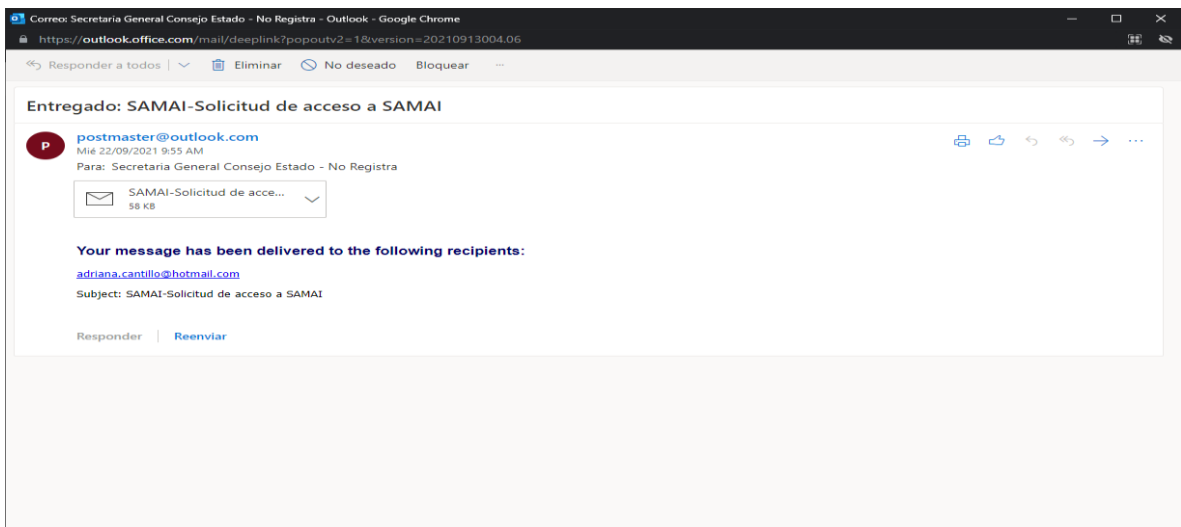 Correo: Secretaria General Consejo Estado - No Registra - Outlook - Google Chrome
https://outlook.office.com/mail/deeplink?popoutv2=1&version=20210913004.06
Responder a todos | Eliminar No deseado Bloquear ...
Entregado: SAMAI-Solicitud de acceso a SAMAI
P
postmaster@outlook.com
Mié 22/09/2021 9:55 AM
Para: Secretaria General Consejo Estado - No Registra
SAMAI-Solicitud de acce...
58 KB
Your message has been delivered to the following recipients:
adriana.cantillo@hotmail.com
Subject: SAMAI-Solicitud de acceso a SAMAI
Responder | Reenviar